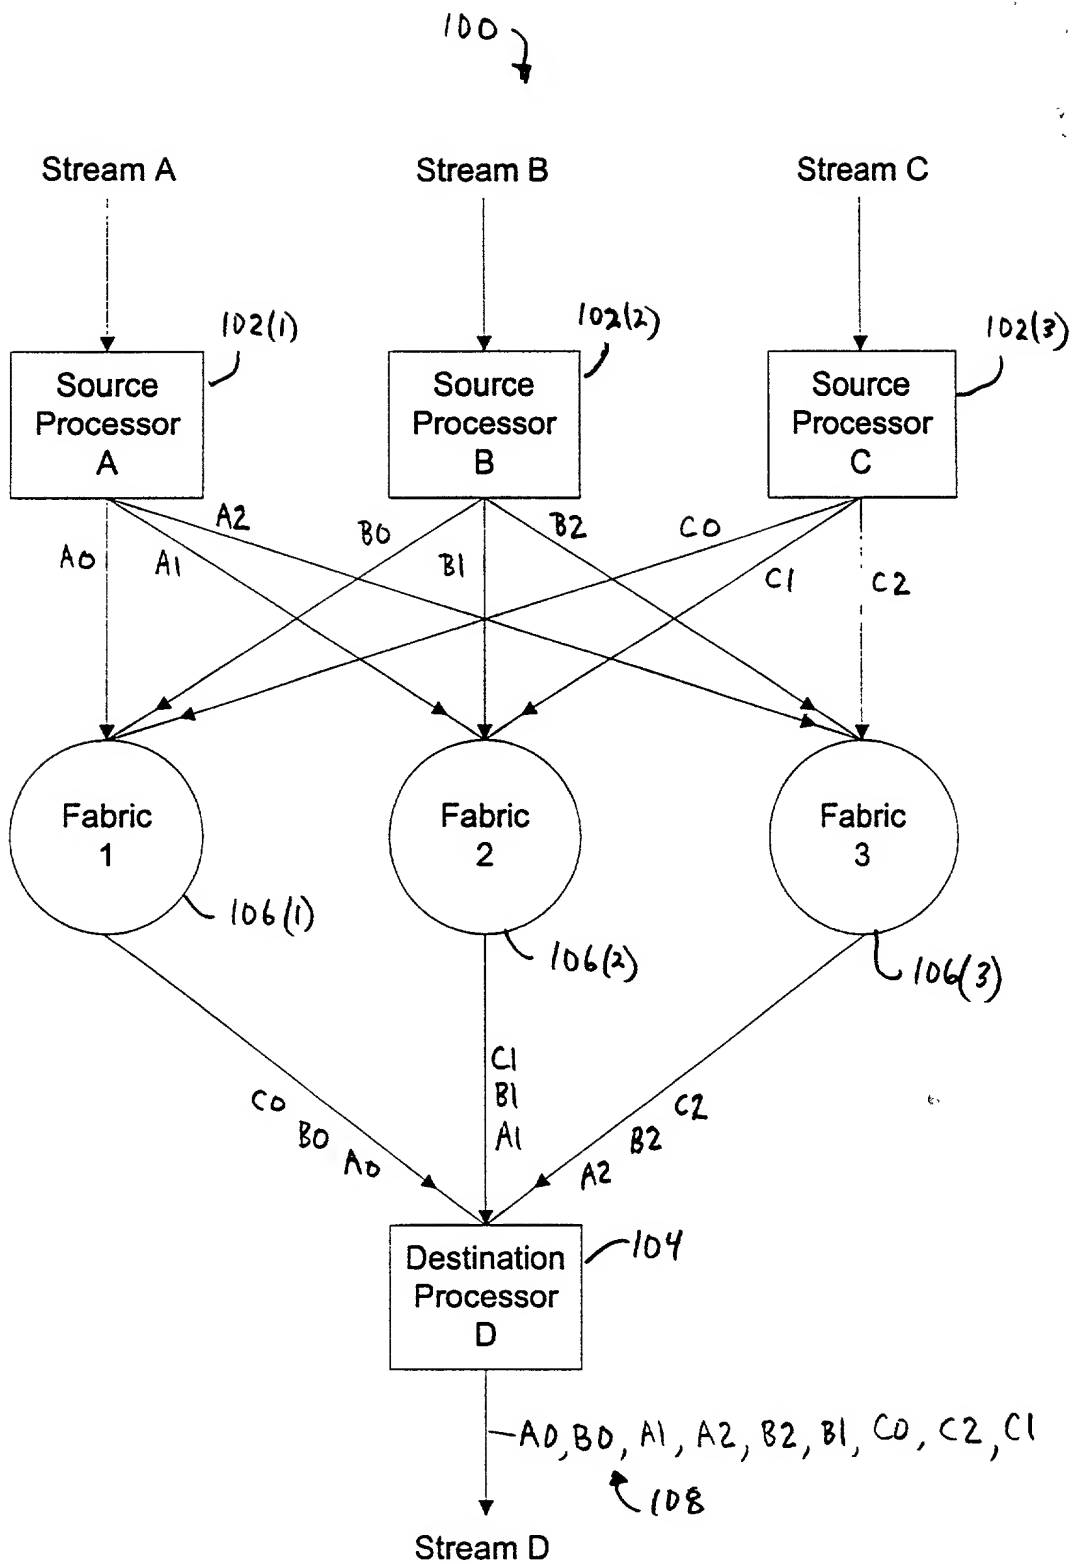 100
Stream A
Stream B
Stream C
102(1)
102(2)
102(3)
Source
Processor
A
Source
Processor
B
Source
Processor
C
A0
A1
A2
B0
B1
B2
C0
C1
C2
Fabric
1
Fabric
2
Fabric
3
106(1)
106(2)
106(3)
C0
B0
A0
C1
B1
A1
C2
B2
A2
Destination
Processor
D
104
A0, B0, A1, A2, B2, B1, C0, C2, C1
108
Stream D